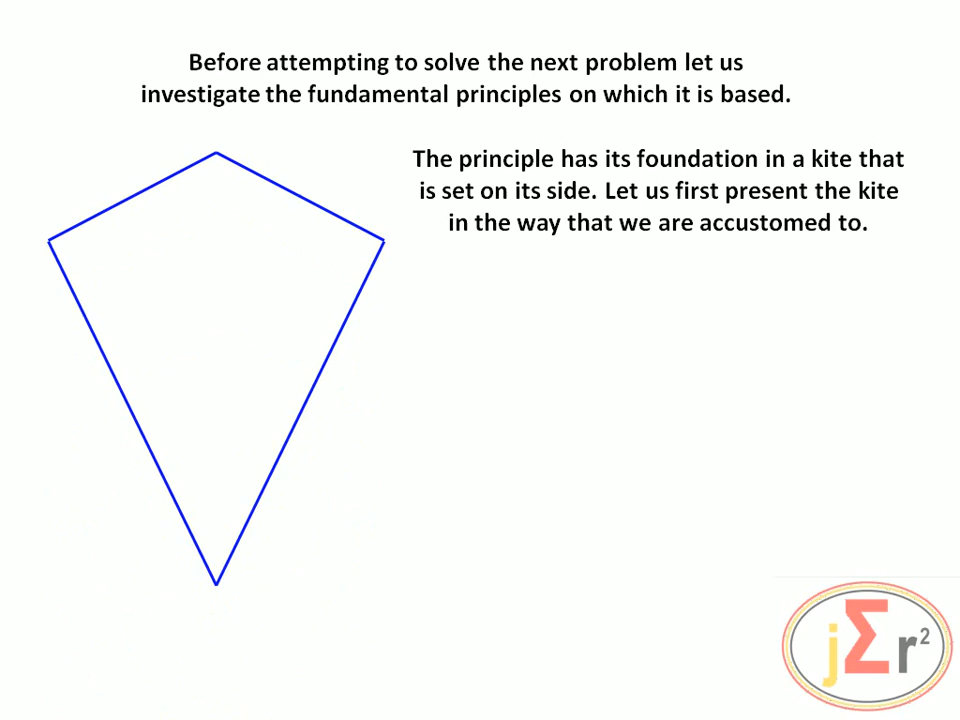 Before attempting to solve the next problem let us
investigate the fundamental principles on which it is based.
The principle has its foundation in a kite that
is set on its side. Let us first present the kite
in the way that we are accustomed to.
jΣr²